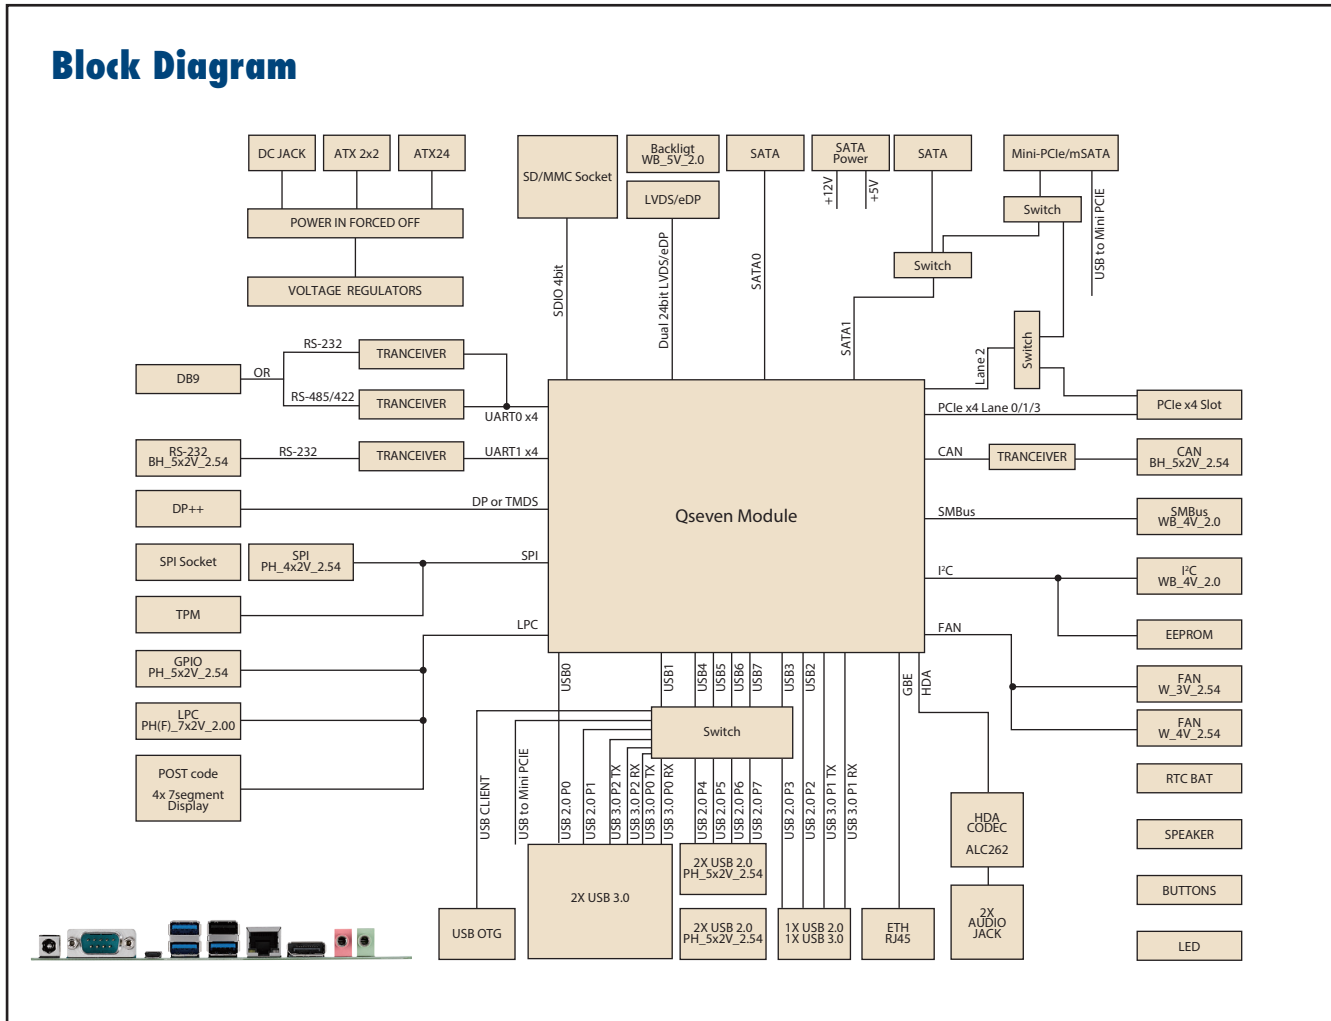 Block Diagram
DC JACK
ATX 2x2
ATX24
POWER IN FORCED OFF
VOLTAGE REGULATORS
SD/MMC Socket
Backligt
WB_5V_2.0
LVDS/eDP
SATA
SATA
Power
SATA
Mini-PCIe/mSATA
+12V
+5V
Switch
Switch
USB to Mini PCIE
SDIO 4bit
Dual 24bit LVDS/eDP
SATA0
SATA1
Lane 2
Switch
DB9
OR
RS-232
TRANCEIVER
RS-485/422
TRANCEIVER
UART0 x4
RS-232
BH_5x2V_2.54
RS-232
TRANCEIVER
UART1 x4
DP++
DP or TMDS
SPI Socket
SPI
PH_4x2V_2.54
SPI
TPM
LPC
GPIO
PH_5x2V_2.54
LPC
PH(F)_7x2V_2.00
POST code
4x 7segment
Display
Qseven Module
PCIe x4 Lane 0/1/3
PCIe x4 Slot
CAN
TRANCEIVER
CAN
BH_5x2V_2.54
SMBus
SMBus
WB_4V_2.0
I²C
I²C
WB_4V_2.0
EEPROM
FAN
FAN
W_3V_2.54
FAN
W_4V_2.54
RTC BAT
SPEAKER
BUTTONS
LED
USB0
USB1
USB4
USB5
USB6
USB7
USB3
USB2
GBE
HDA
Switch
USB CLIENT
USB to Mini PCIE
USB 2.0 P0
USB 2.0 P1
USB 3.0 P2 TX
USB 3.0 P2 RX
USB 3.0 P0 TX
USB 3.0 P0 RX
USB 2.0 P4
USB 2.0 P5
USB 2.0 P6
USB 2.0 P7
USB 2.0 P3
USB 2.0 P2
USB 3.0 P1 TX
USB 3.0 P1 RX
HDA
CODEC
ALC262
USB OTG
2X USB 3.0
2X USB 2.0
PH_5x2V_2.54
2X USB 2.0
PH_5x2V_2.54
1X USB 2.0
1X USB 3.0
ETH
RJ45
2X
AUDIO
JACK